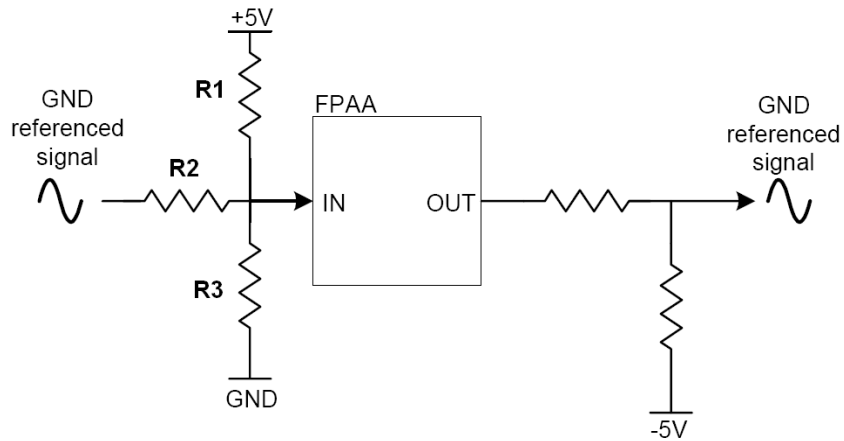 +5V
R1
FPAA
GND
referenced
signal
GND
referenced
signal
R2
IN
OUT
R3
GND
-5V